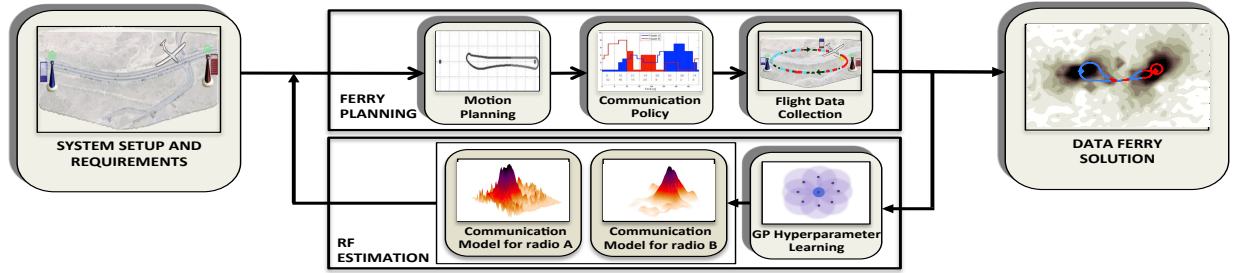 SYSTEM SETUP AND
REQUIREMENTS
FERRY
PLANNING
Motion
Planning
Communication
Policy
Flight Data
Collection
DATA FERRY
SOLUTION
RF
ESTIMATION
Communication
Model for radio A
Communication
Model for radio B
GP Hyperparameter
Learning